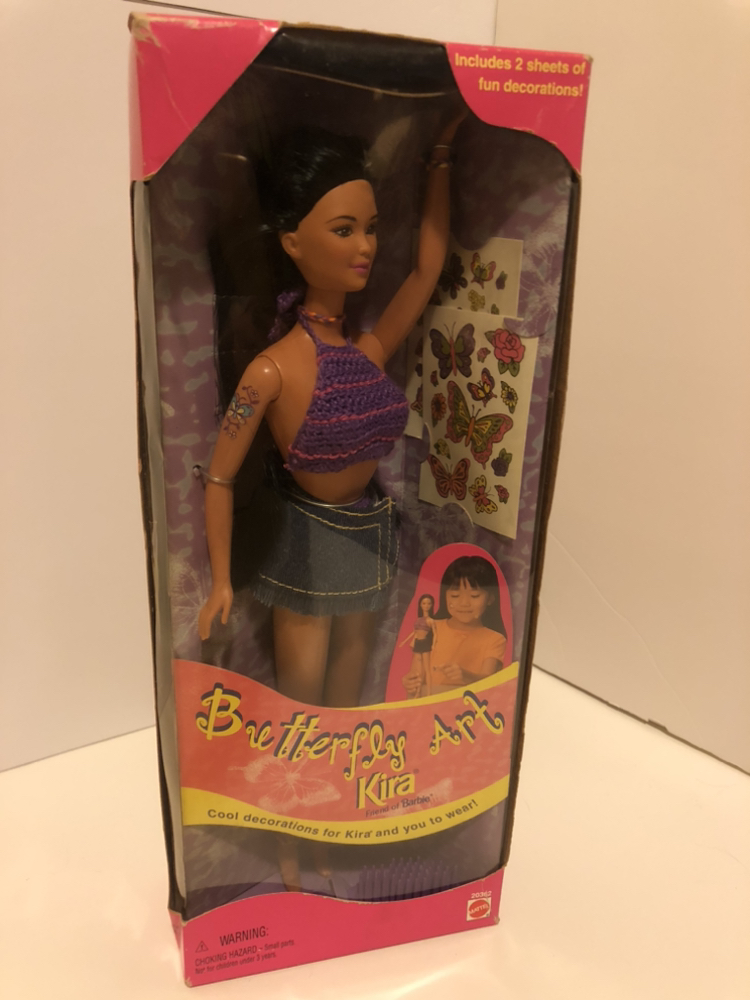 Includes 2 sheets of
fun decorations!
Butterfly Art
Kira
Friend of Barbie
Cool decorations for Kira and you to wear!
20362
MATTEL
WARNING:
CHOKING HAZARD - Small parts.
Not for children under 3 years.